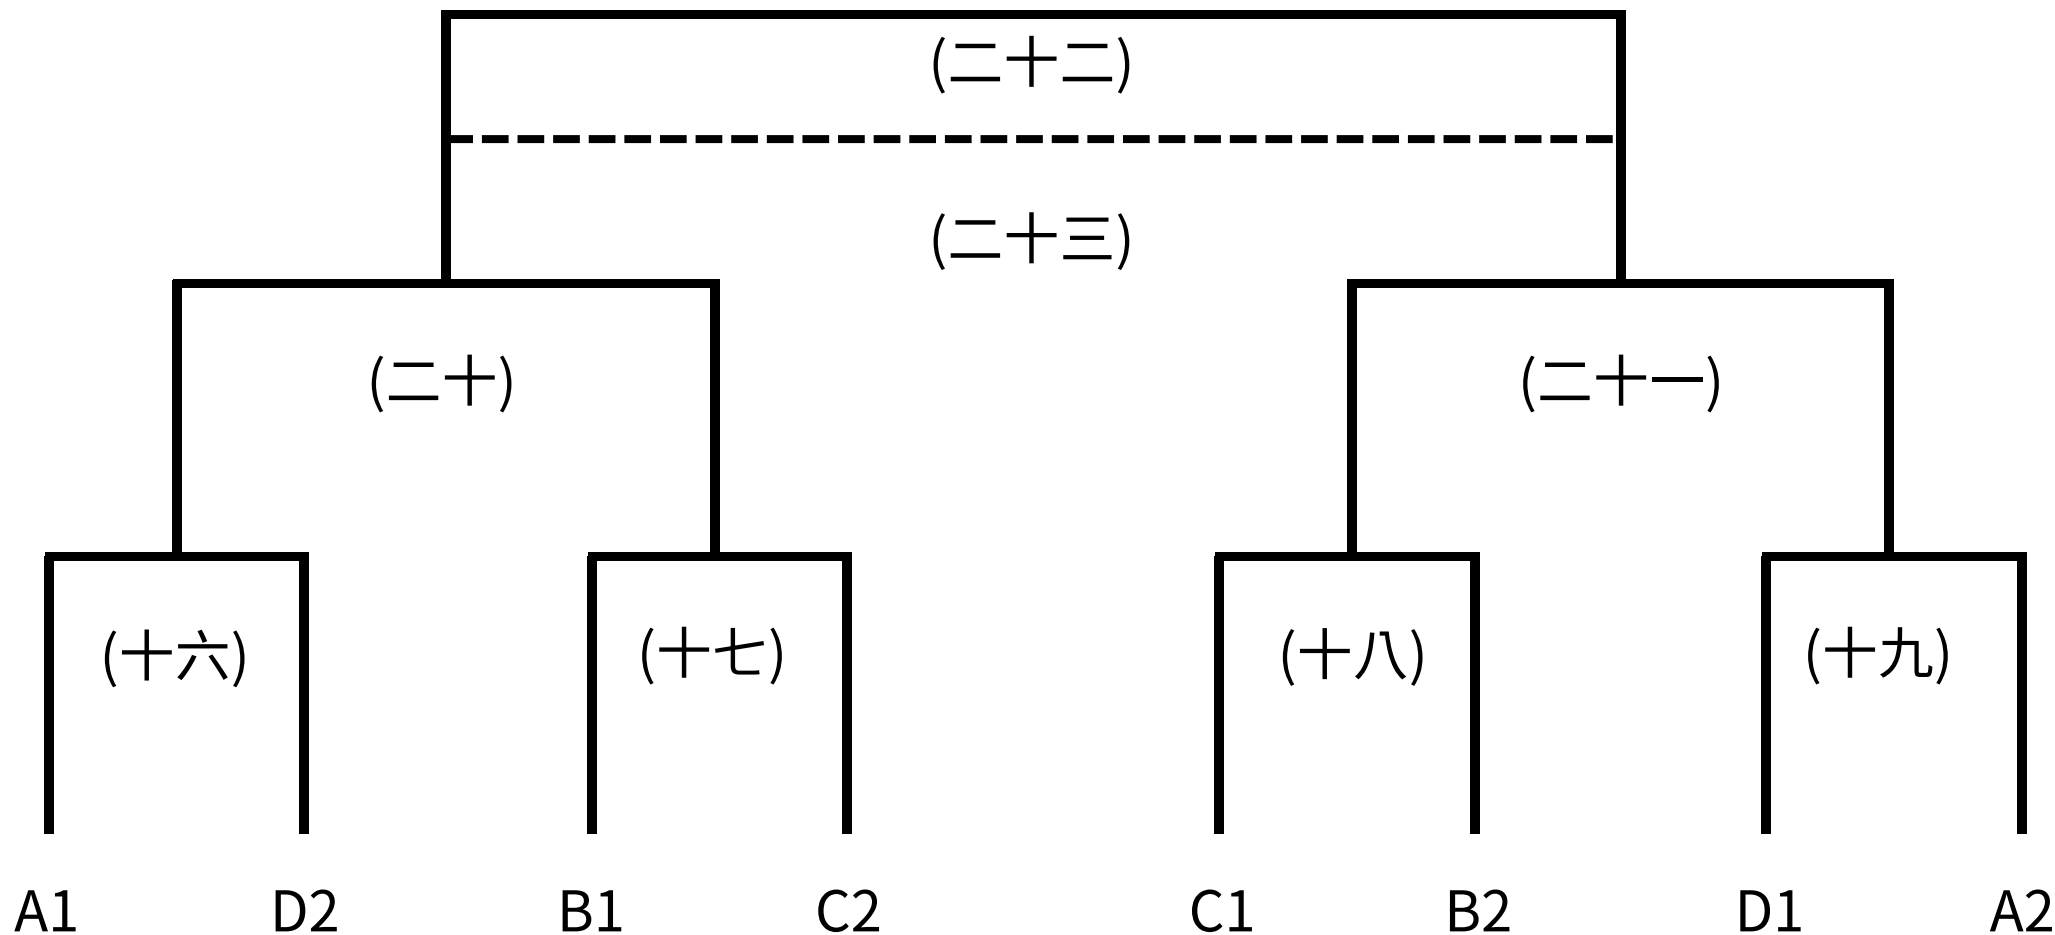 (二十二)
(二十三)
(二十)
(二十一)
(十六)
(十七)
(十八)
(十九)
A1
D2
B1
C2
C1
B2
D1
A2